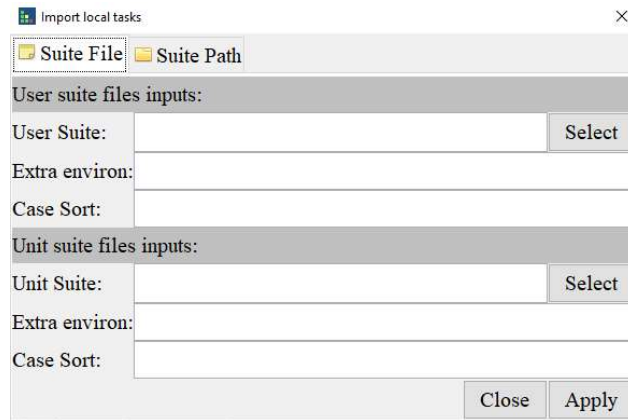 Import local tasks
Suite File Suite Path
User suite files inputs:
User Suite: Select
Extra environ:
Case Sort:
Unit suite files inputs:
Unit Suite: Select
Extra environ:
Case Sort:
Close Apply